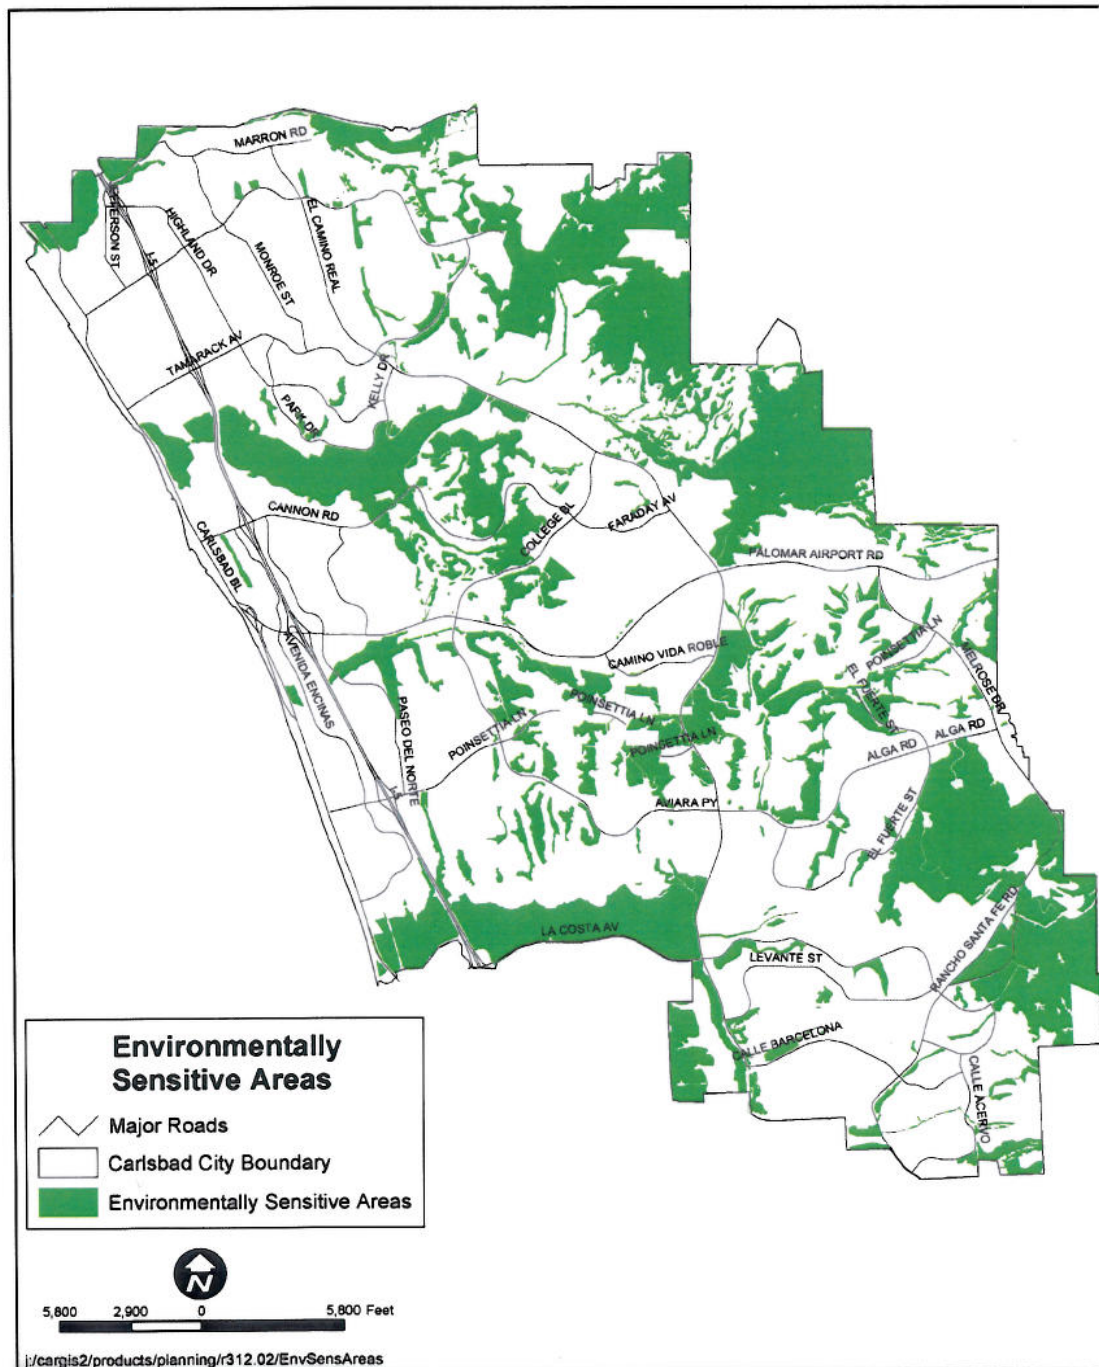 MARRON RD
JEFFERSON ST
HIGHLAND DR
I-5
MONROE ST
EL CAMINO REAL
TAMARACK AV
KELLY DR
PARK DR
CANNON RD
CARLSBAD BL
COLLEGE BL
FARADAY AV
PALOMAR AIRPORT RD
AVENIDA ENCINAS
CAMINO VIDA ROBLE
POINSETTIA LN
EL FUERTE ST
MELROSE DR
PASEO DEL NORTE
POINSETTIA LN
POINSETTIA LN
POINSETTIA LN
ALGA RD
ALGA RD
I-5
AVIARA PY
EL FUERTE ST
RANCHO SANTA FE RD
LA COSTA AV
LEVANTE ST
CALLE BARCELONA
CALLE ACERVO
Environmentally
Sensitive Areas
Major Roads
Carlsbad City Boundary
Environmentally Sensitive Areas
N
5,800 2,900 0 5,800 Feet
j:/cargis2/products/planning/r312.02/EnvSensAreas